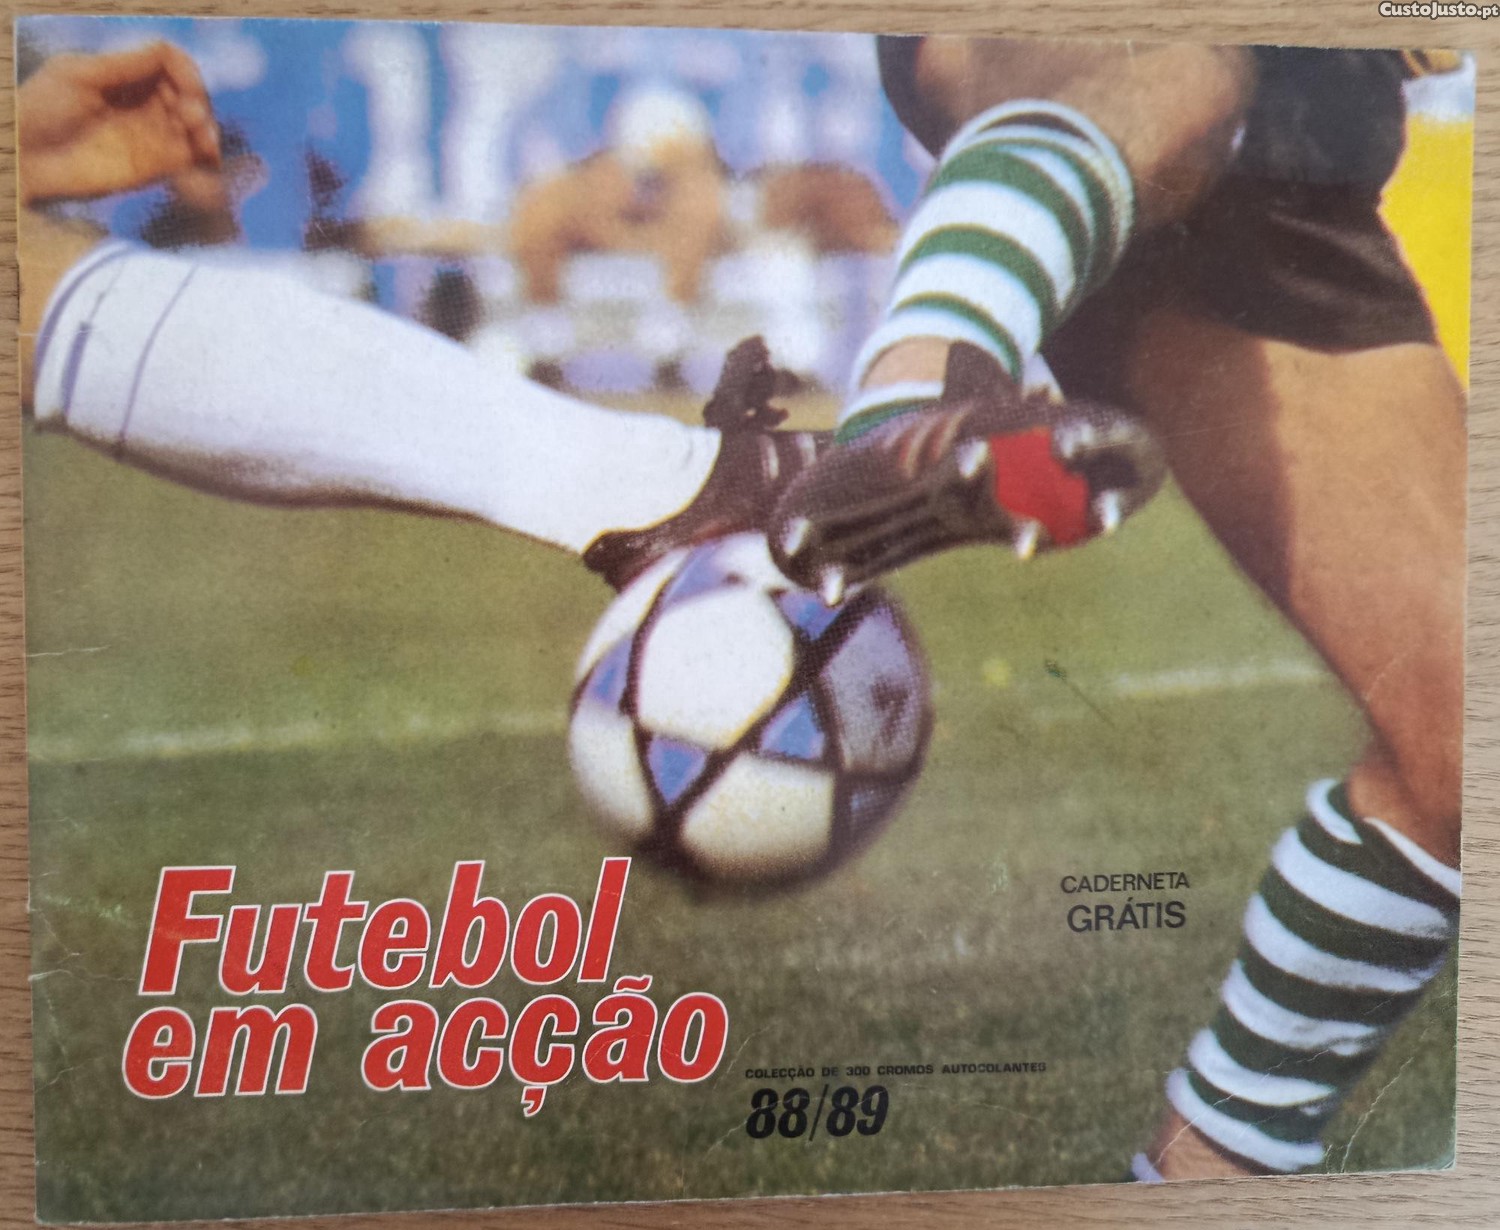 CustoJusto.pt
Futebol
em acção
CADERNETA
GRÁTIS
COLECÇÃO DE 300 CROMOS AUTOCOLANTES
88/89